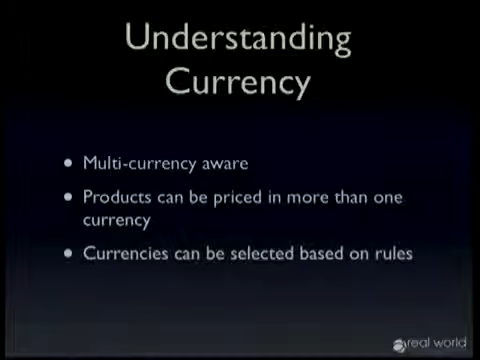 Understanding
Currency
Multi-currency aware
Products can be priced in more than one
currency
Currencies can be selected based on rules
real world